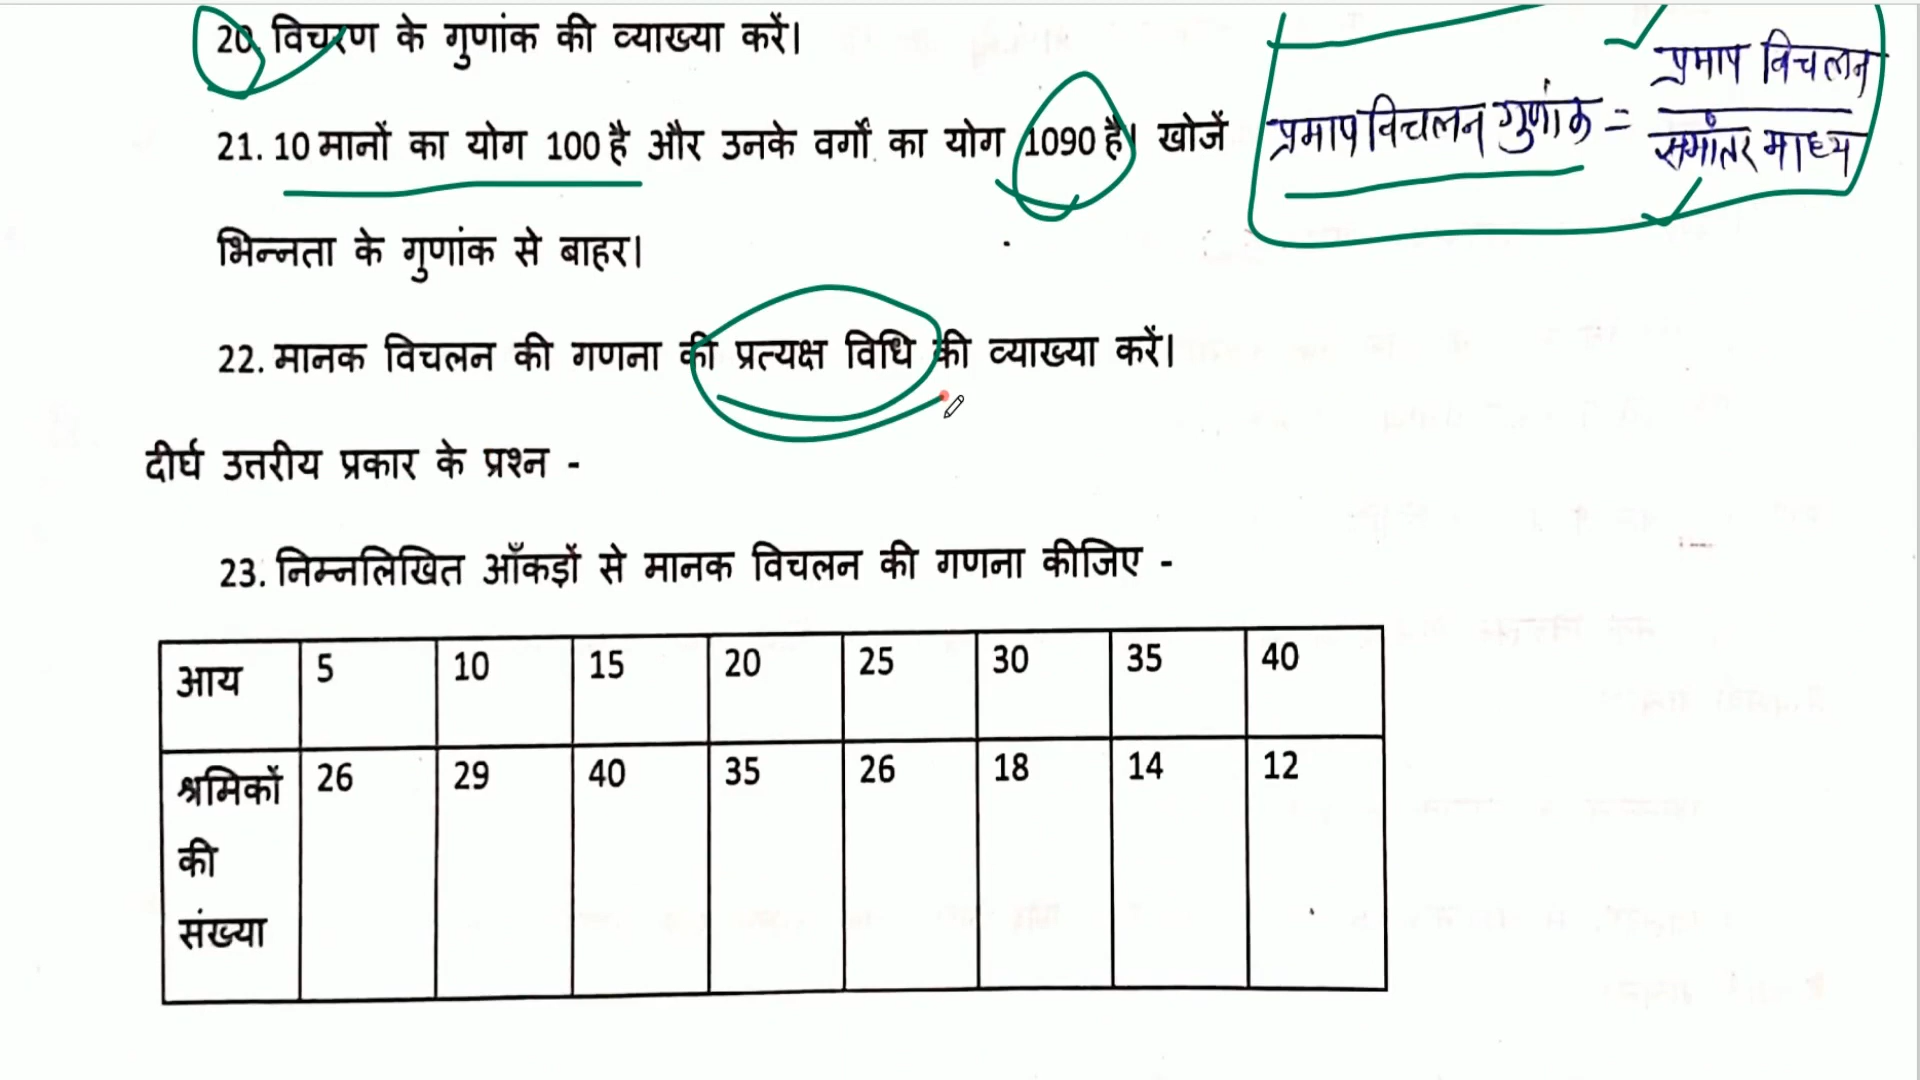 20. विचरण के गुणांक की व्याख्या करें।
21. 10 मानों का योग 100 है और उनके वर्गों का योग 1090 है। खोजें
भिन्नता के गुणांक से बाहर।
प्रमाप विचलन गुणांक = प्रमाप विचलन
समांतर माध्य
22. मानक विचलन की गणना की प्रत्यक्ष विधि की व्याख्या करें।
दीर्घ उत्तरीय प्रकार के प्रश्न -
23. निम्नलिखित आँकड़ों से मानक विचलन की गणना कीजिए -
आय 5 10 15 20 25 30 35 40
श्रमिकों 26 29 40 35 26 18 14 12
की
संख्या